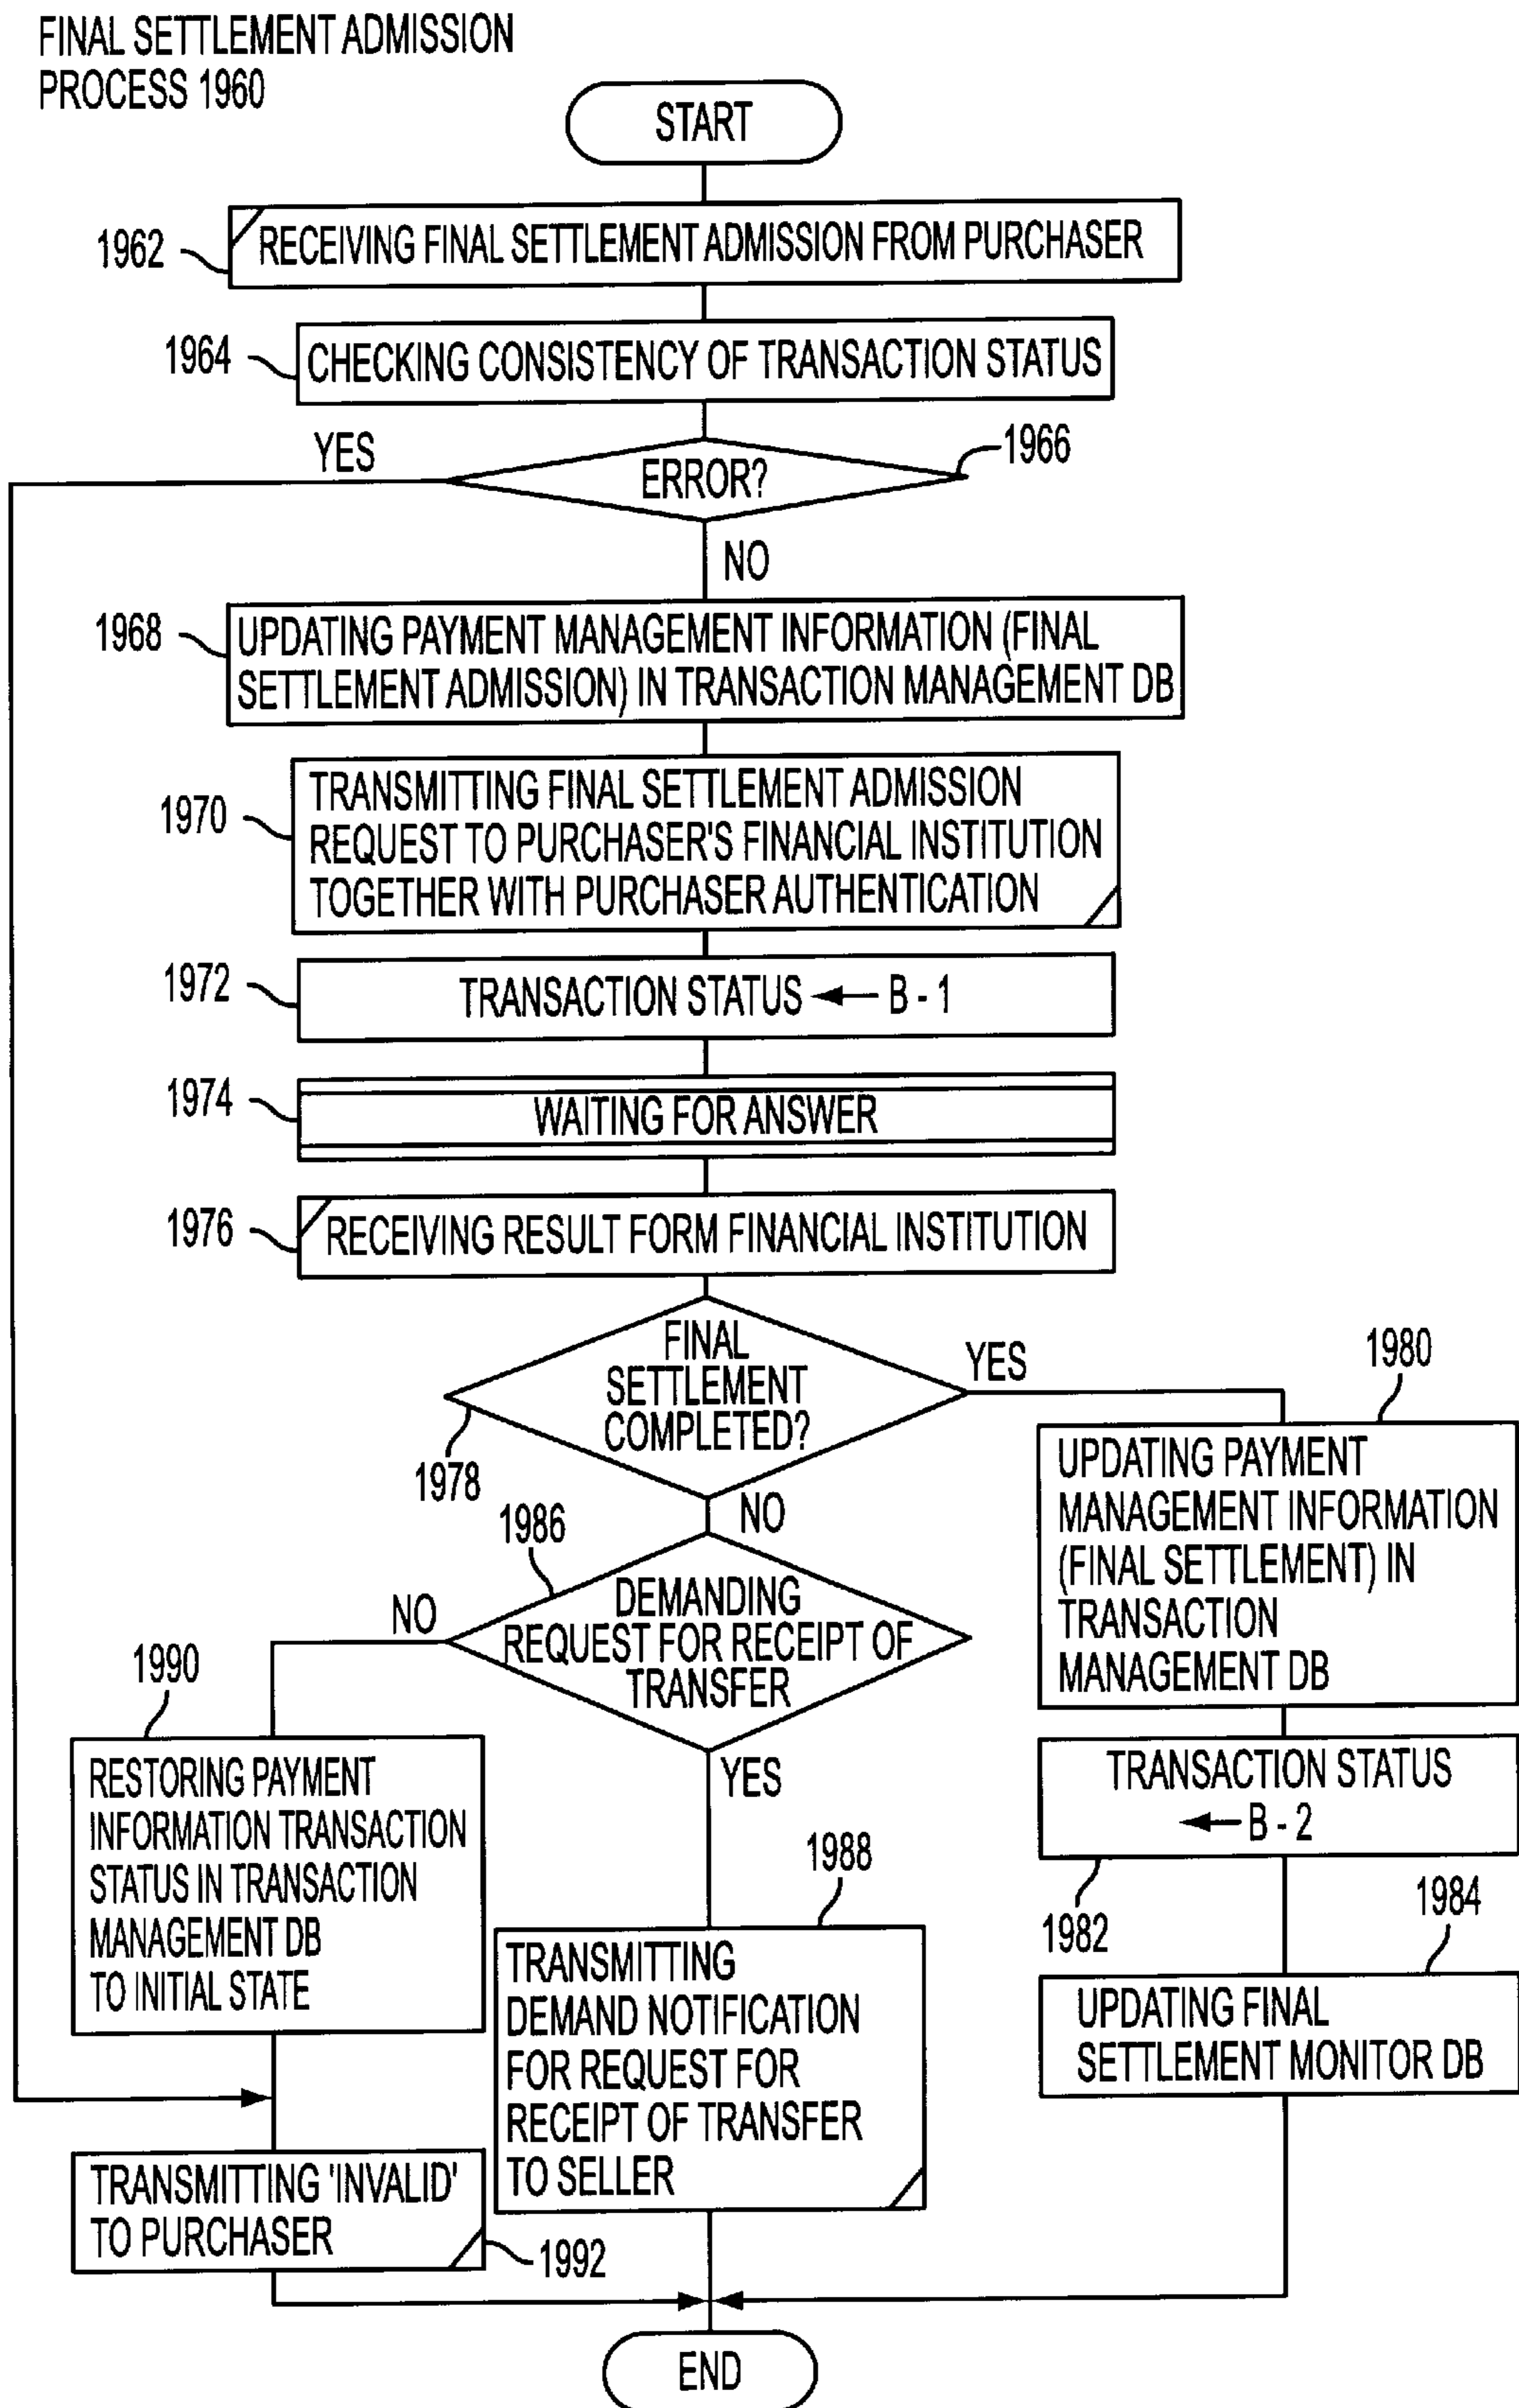 FINAL SETTLEMENT ADMISSION
PROCESS 1960
START
1962
RECEIVING FINAL SETTLEMENT ADMISSION FROM PURCHASER
1964
CHECKING CONSISTENCY OF TRANSACTION STATUS
YES
ERROR?
1966
NO
1968
UPDATING PAYMENT MANAGEMENT INFORMATION (FINAL
SETTLEMENT ADMISSION) IN TRANSACTION MANAGEMENT DB
1970
TRANSMITTING FINAL SETTLEMENT ADMISSION
REQUEST TO PURCHASER'S FINANCIAL INSTITUTION
TOGETHER WITH PURCHASER AUTHENTICATION
1972
TRANSACTION STATUS ← B - 1
1974
WAITING FOR ANSWER
1976
RECEIVING RESULT FORM FINANCIAL INSTITUTION
FINAL
SETTLEMENT
COMPLETED?
1978
YES
NO
1980
UPDATING PAYMENT
MANAGEMENT INFORMATION
(FINAL SETTLEMENT) IN
TRANSACTION
MANAGEMENT DB
1986
DEMANDING
REQUEST FOR RECEIPT OF
TRANSFER
NO
YES
1990
RESTORING PAYMENT
INFORMATION TRANSACTION
STATUS IN TRANSACTION
MANAGEMENT DB
TO INITIAL STATE
TRANSACTION STATUS
← B - 2
1982
1988
TRANSMITTING
DEMAND NOTIFICATION
FOR REQUEST FOR
RECEIPT OF TRANSFER
TO SELLER
1984
UPDATING FINAL
SETTLEMENT MONITOR DB
TRANSMITTING 'INVALID'
TO PURCHASER
1992
END